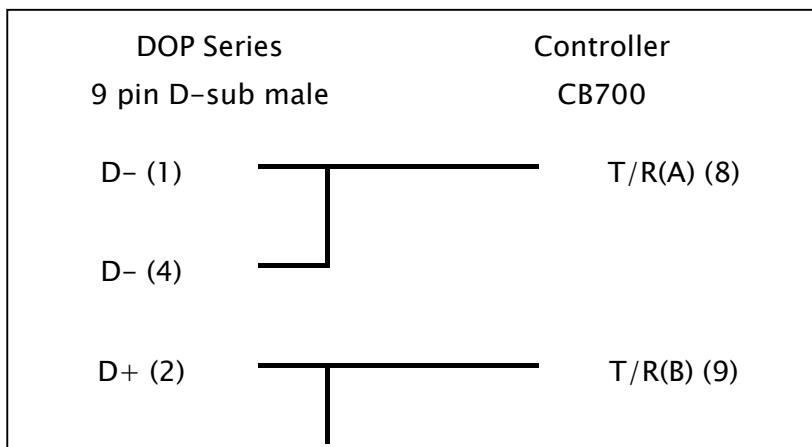 DOP Series Controller
9 pin D-sub male CB700
D- (1) T/R(A) (8)
D- (4)
D+ (2) T/R(B) (9)